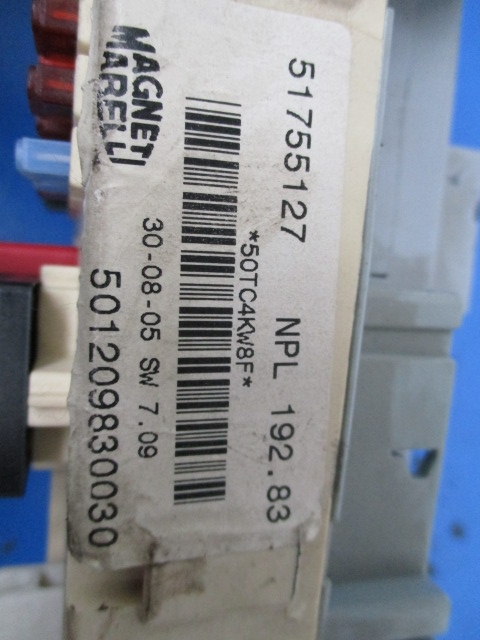 51755127 NPL 192.83
*50TC4KW8F*
MAGNETI
MARELLI
30-08-05 SW 7.09
501209830030